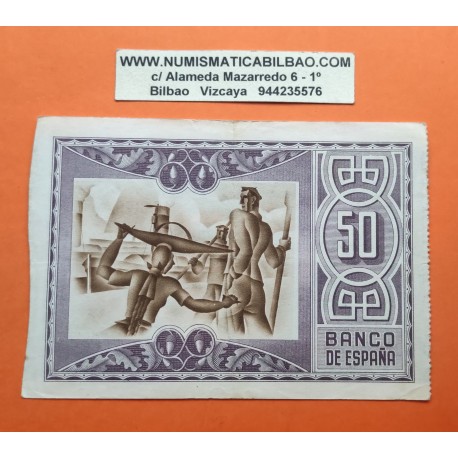 WWW.NUMISMATICABILBAO.COM
c/ Alameda Mazarredo 6 - 1º
Bilbao Vizcaya 944235576
50
BANCO
DE ESPAÑA